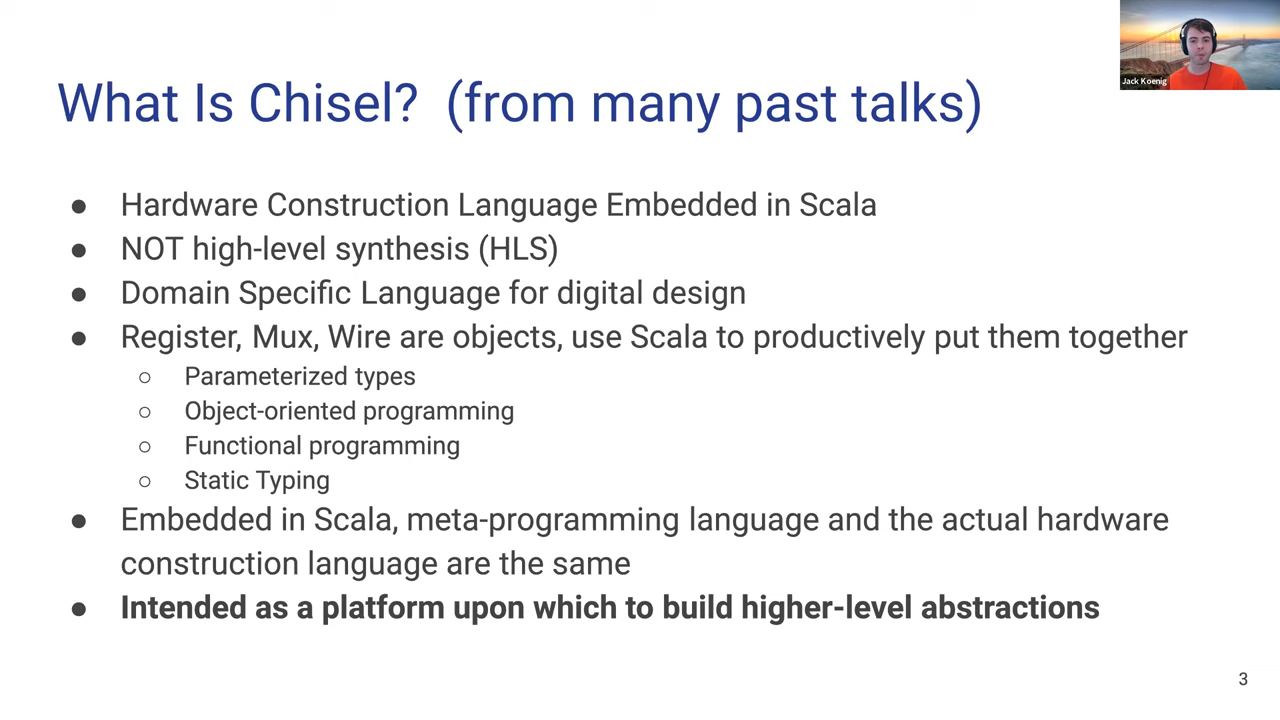 Jack Koenig
What Is Chisel? (from many past talks)
● Hardware Construction Language Embedded in Scala
● NOT high-level synthesis (HLS)
● Domain Specific Language for digital design
● Register, Mux, Wire are objects, use Scala to productively put them together
○ Parameterized types
○ Object-oriented programming
○ Functional programming
○ Static Typing
● Embedded in Scala, meta-programming language and the actual hardware
construction language are the same
● Intended as a platform upon which to build higher-level abstractions
3